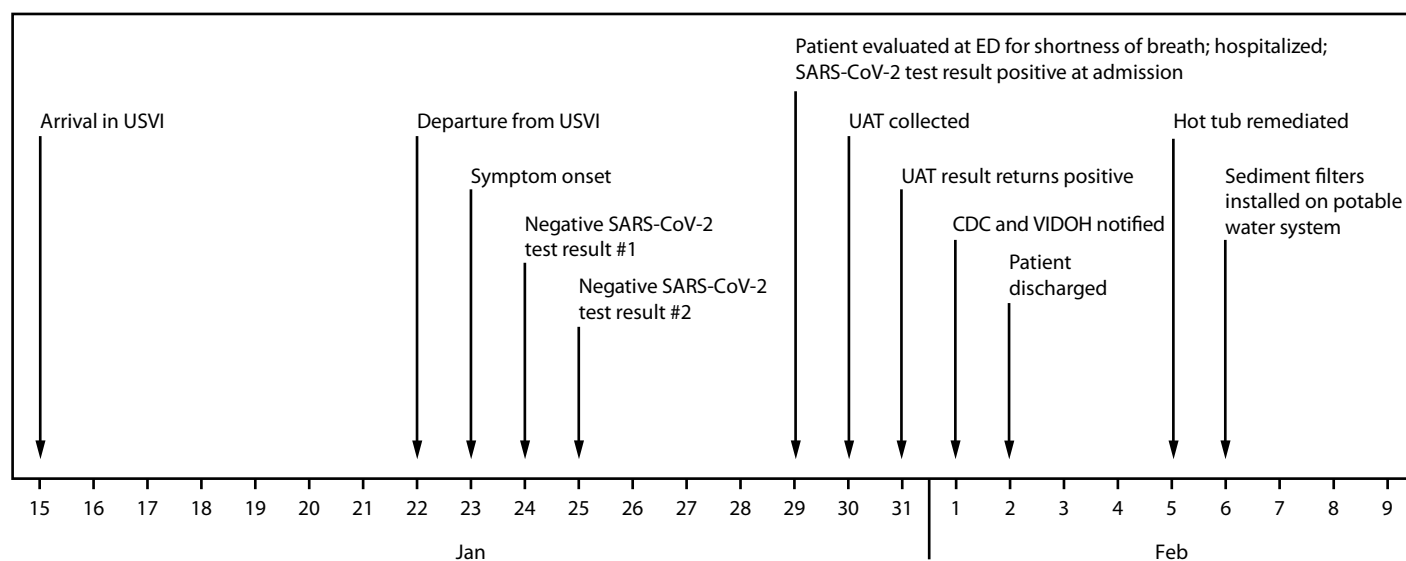 Patient evaluated at ED for shortness of breath; hospitalized;
SARS-CoV-2 test result positive at admission
Arrival in USVI
Departure from USVI
UAT collected
Hot tub remediated
Symptom onset
UAT result returns positive
Sediment filters
installed on potable
water system
Negative SARS-CoV-2
test result #1
CDC and VIDOH notified
Patient
discharged
Negative SARS-CoV-2
test result #2
15 16 17 18 19 20 21 22 23 24 25 26 27 28 29 30 31 1 2 3 4 5 6 7 8 9
Jan Feb